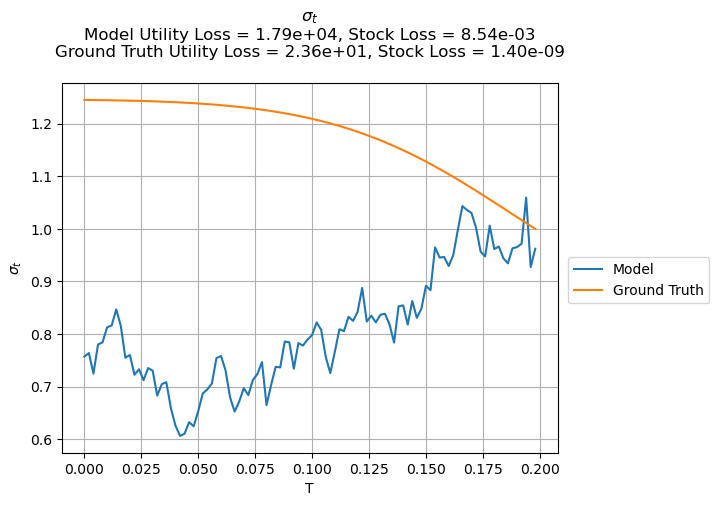 σₜ
Model Utility Loss = 1.79e+04, Stock Loss = 8.54e-03
Ground Truth Utility Loss = 2.36e+01, Stock Loss = 1.40e-09
1.2
1.1
1.0
0.9
0.8
0.7
0.6
σₜ
0.000 0.025 0.050 0.075 0.100 0.125 0.150 0.175 0.200
T
Model
Ground Truth